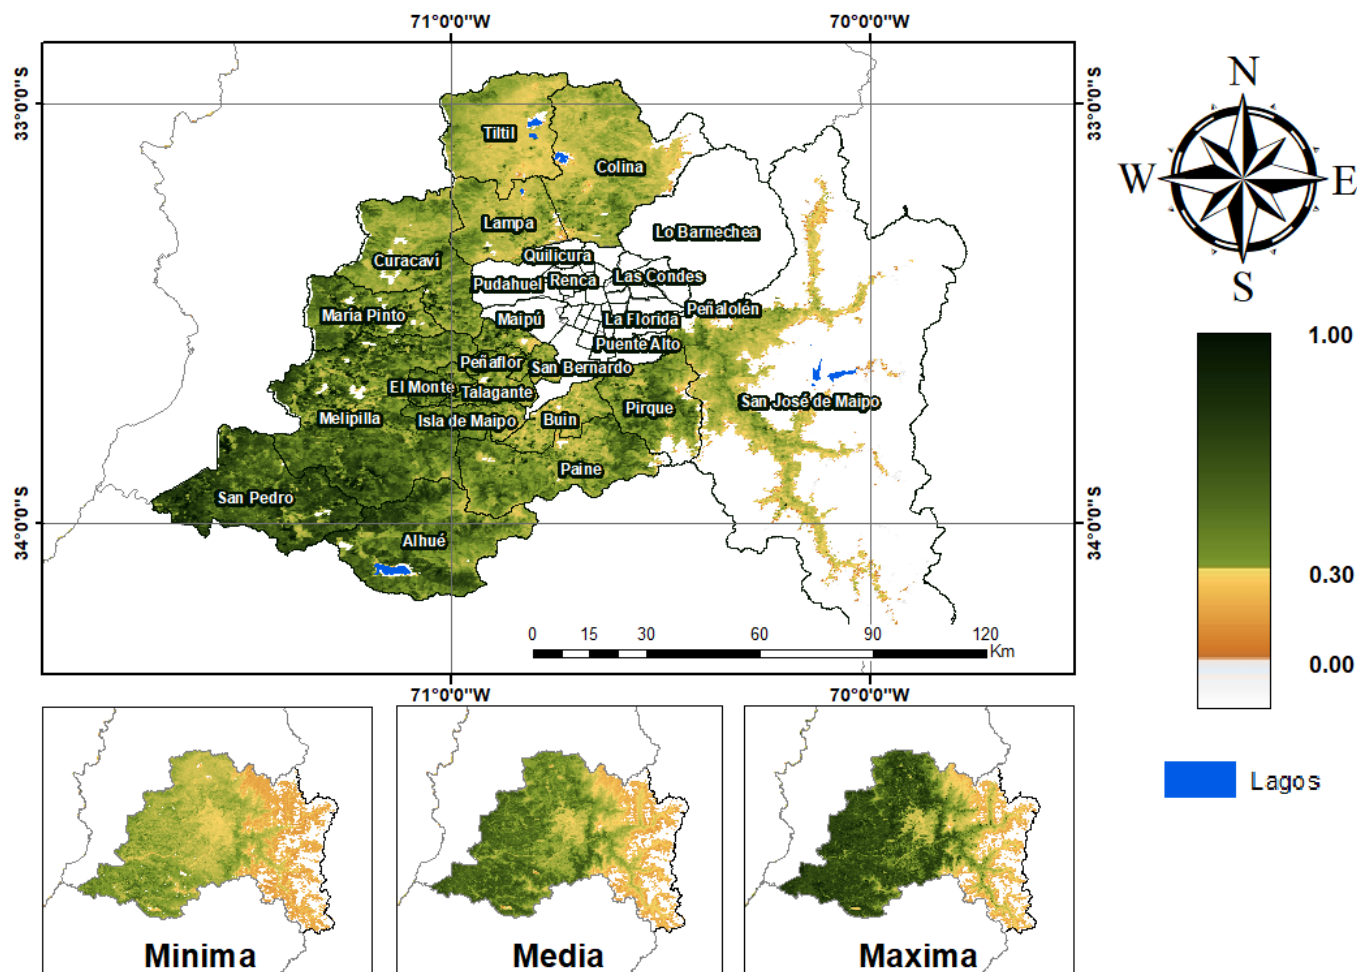 71°0'0"W
70°0'0"W
33°0'0"S
33°0'0"S
N
W
E
S
Tiltil
Colina
Lampa
Lo Barnechea
Quilicura
Curacaví
Pudahuel
Renca
Las Condes
María Pinto
Maipú
La Florida
Peñalolén
Puente Alto
Peñaflor
San Bernardo
El Monte
Talagante
San José de Maipo
Melipilla
Isla de Maipo
Buin
Pirque
Paine
San Pedro
Alhué
34°0'0"S
34°0'0"S
0 15 30 60 90 120
Km
71°0'0"W
70°0'0"W
1.00
0.30
0.00
Lagos
Minima
Media
Maxima